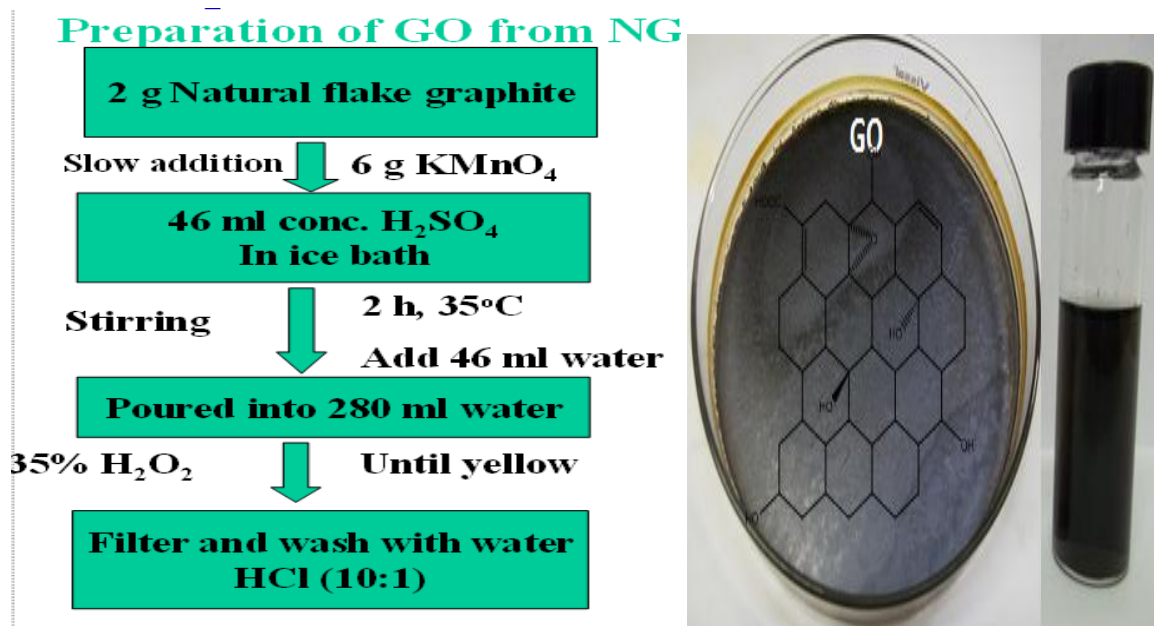 Preparation of GO from NG
2 g Natural flake graphite
Slow addition 6 g KMnO₄
46 ml conc. H₂SO₄
In ice bath
2 h, 35°C
Stirring
Add 46 ml water
Poured into 280 ml water
35% H₂O₂ Until yellow
Filter and wash with water
HCl (10:1)
GO
HOOC
HO
HO
OH
HO